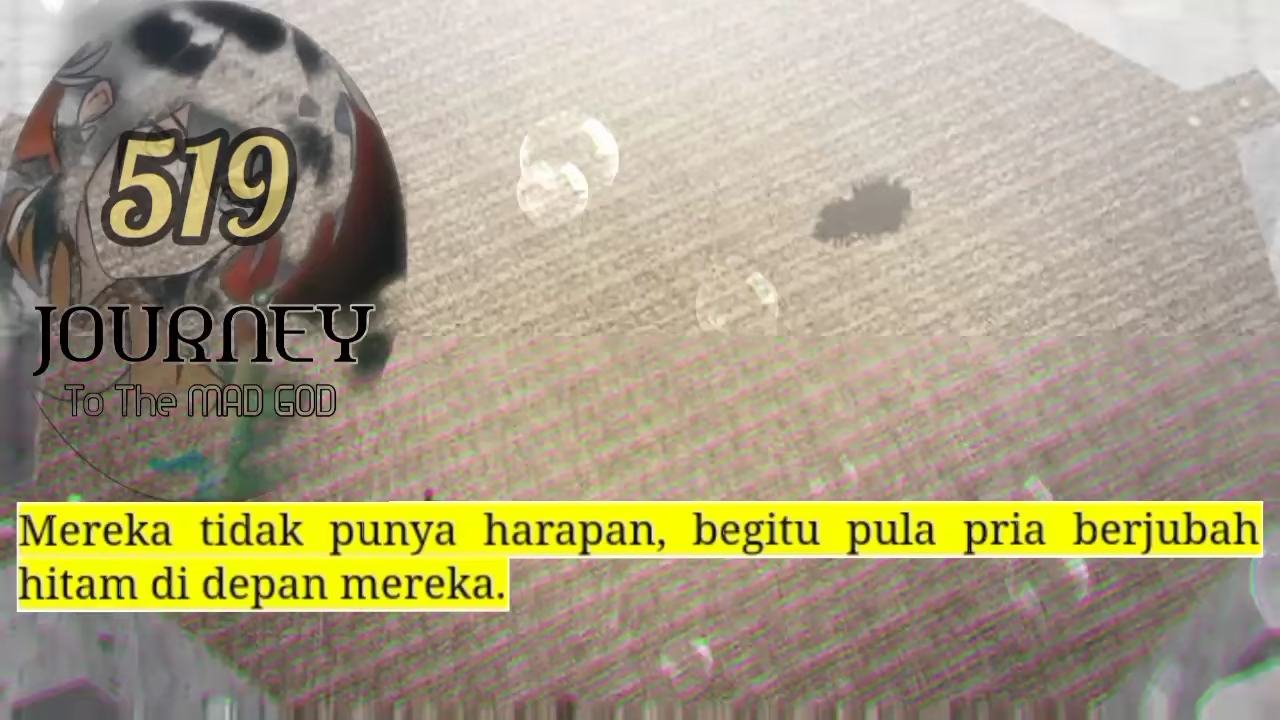 519
JOURNEY
To The MAD GOD
Mereka tidak punya harapan, begitu pula pria berjubah
hitam di depan mereka.